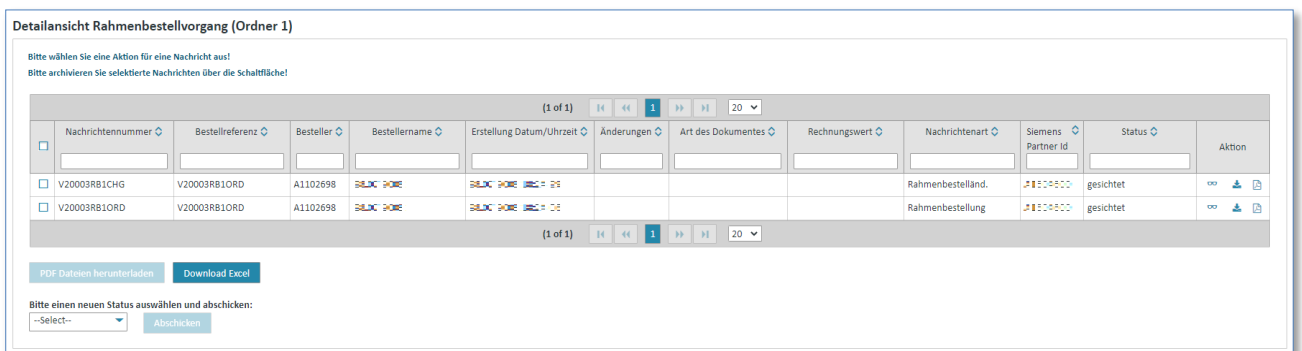 Detailansicht Rahmenbestellvorgang (Ordner 1)
Bitte wählen Sie eine Aktion für eine Nachricht aus!
Bitte archivieren Sie selektierte Nachrichten über die Schaltfläche!
(1 of 1) 1 20
Nachrichtennummer Bestellreferenz Besteller Bestellername Erstellung Datum/Uhrzeit Änderungen Art des Dokumentes Rechnungswert Nachrichtenart Siemens Partner Id Status Aktion
V20003RB1CHG V20003RB1ORD A1102698 Rahmenbestelländ. gesichtet
V20003RB1ORD V20003RB1ORD A1102698 Rahmenbestellung gesichtet
(1 of 1) 1 20
PDF Dateien herunterladen Download Excel
Bitte einen neuen Status auswählen und abschicken:
--Select-- Abschicken